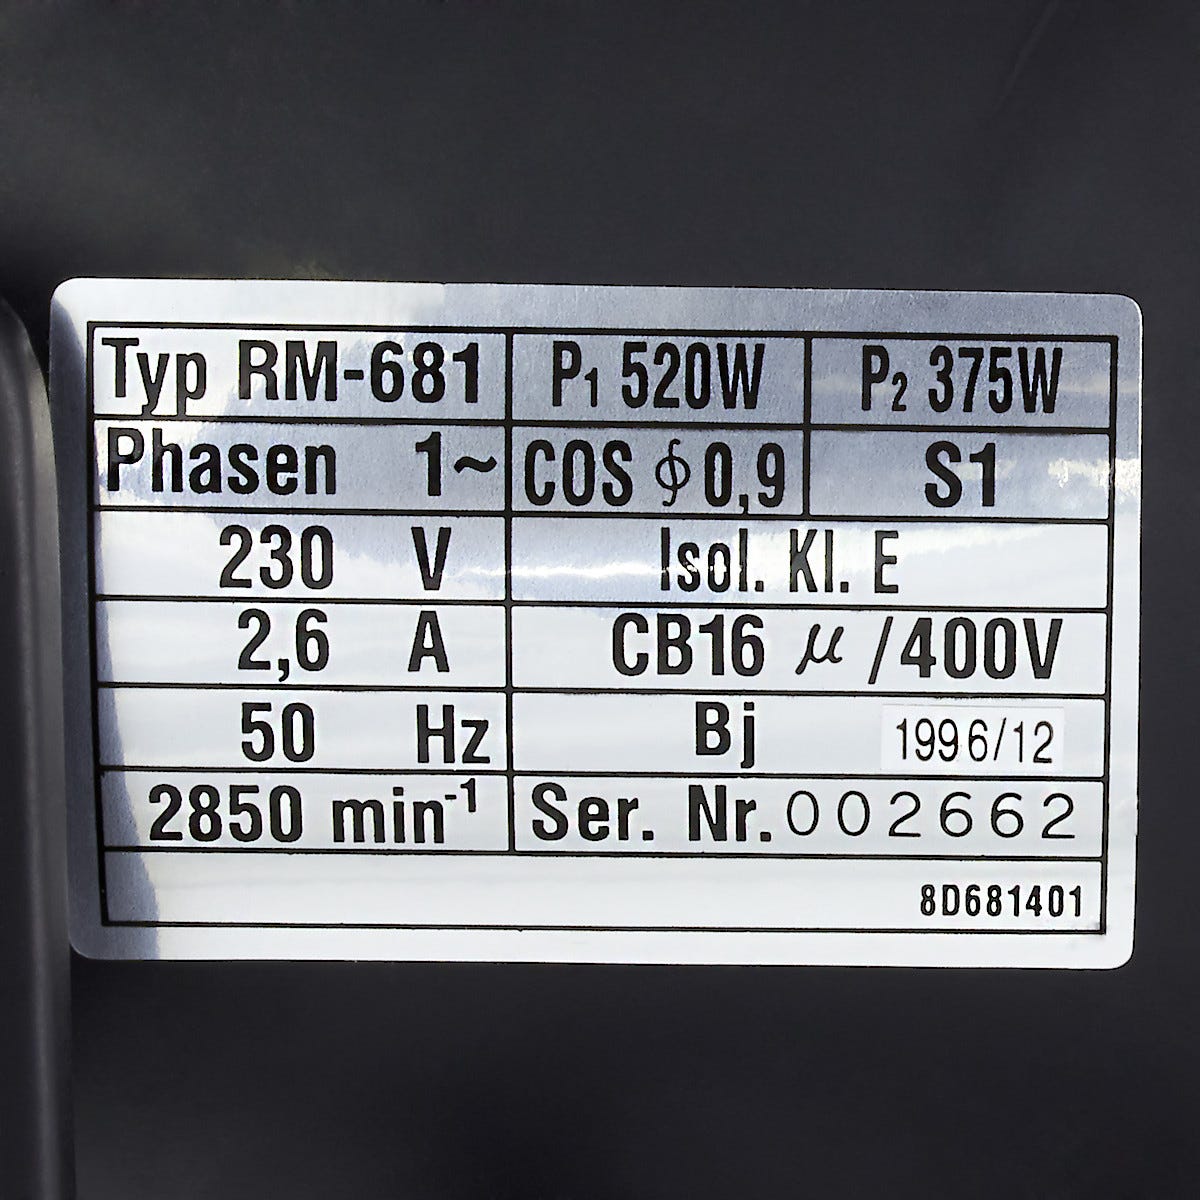 Typ RM-681 P₁ 520W P₂ 375W
Phasen 1~ COS ϕ 0,9 S1
230 V Isol. Kl. E
2,6 A CB16 μ /400V
50 Hz Bj 1996/12
2850 min⁻¹ Ser. Nr. 002662
8D681401